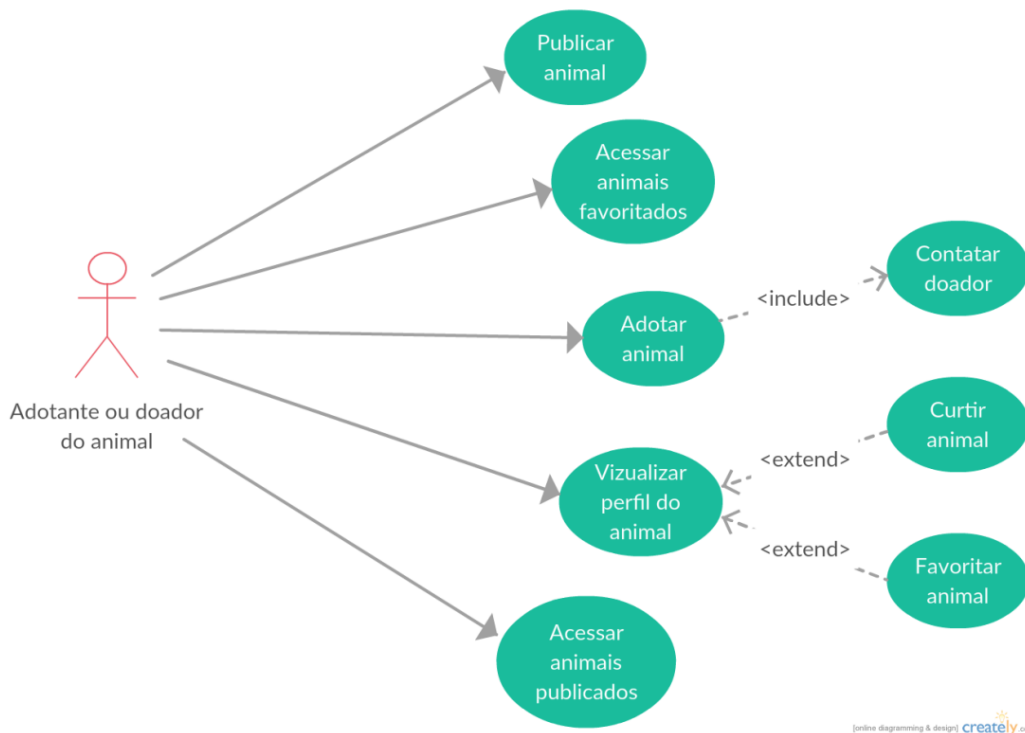 Publicar
animal
Acessar
animais
favoritados
Contatar
doador
<include>
Adotar
animal
Adotante ou doador
do animal
Curtir
animal
<extend>
Vizualizar
perfil do
animal
<extend>
Favoritar
animal
Acessar
animais
publicados
[online diagramming & design] creately.co